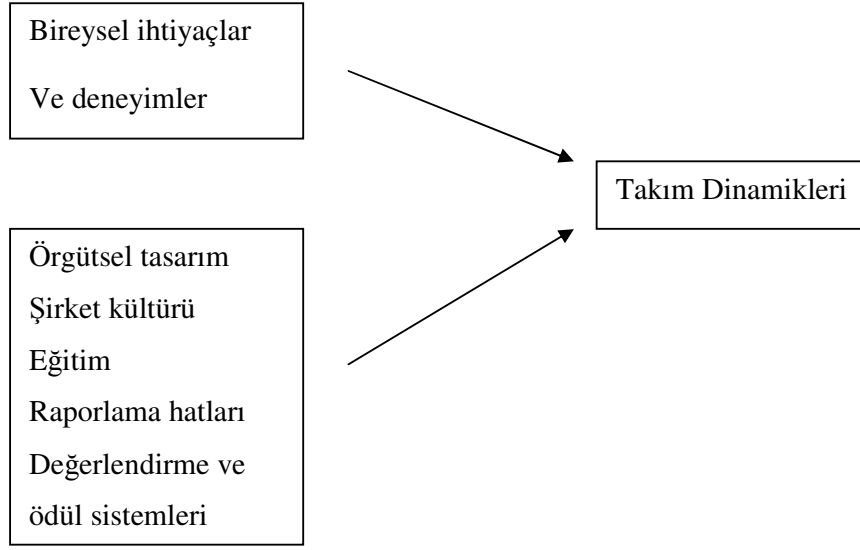 Bireysel ihtiyaçlar
Ve deneyimler
Takım Dinamikleri
Örgütsel tasarım
Şirket kültürü
Eğitim
Raporlama hatları
Değerlendirme ve
ödül sistemleri